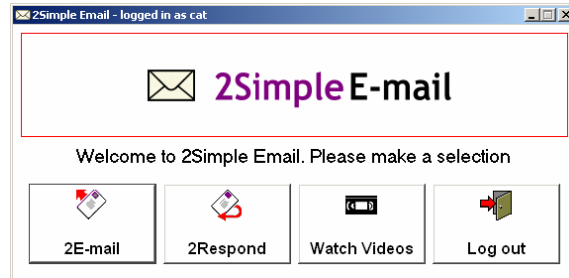 2Simple Email - logged in as cat
2Simple E-mail
Welcome to 2Simple Email. Please make a selection
2E-mail 2Respond Watch Videos Log out